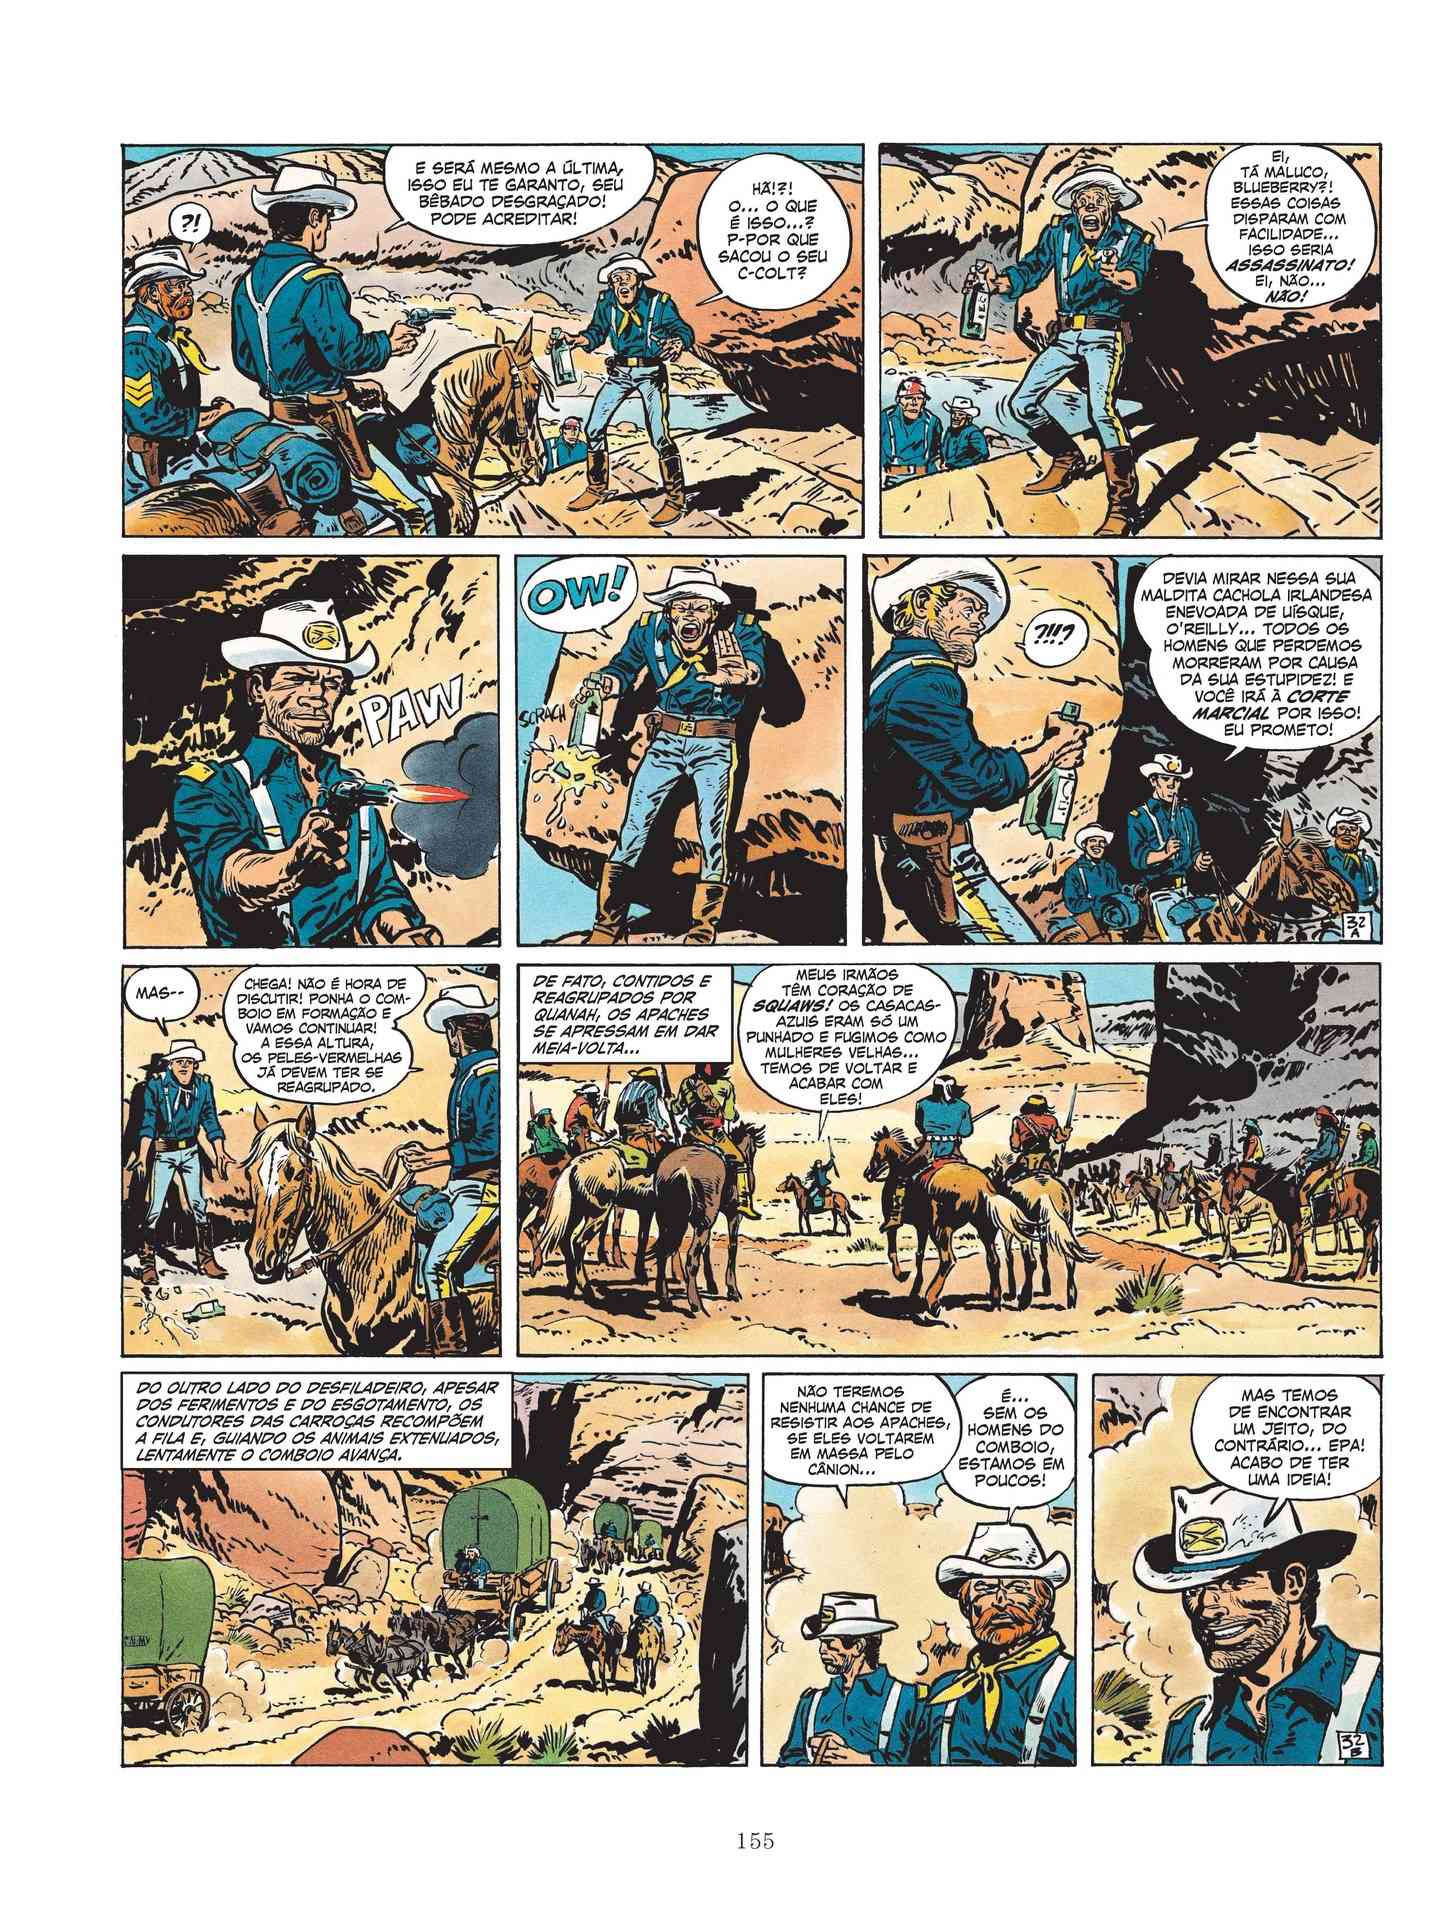 ?!
E SERÁ MESMO A ÚLTIMA,
ISSO EU TE GARANTO, SEU
BÊBADO DESGRAÇADO!
PODE ACREDITAR!
HÃ!?!
O... O QUE
É ISSO...?
P-POR QUE
SACOU O SEU
C-COLT?
EI,
TÁ MALUCO,
BLUEBERRY?!
ESSAS COISAS
DISPARAM COM
FACILIDADE...
ISSO SERIA
ASSASSINATO!
EI, NÃO...
NÃO!
PAW
OW!
SCRACH
?!!?
DEVIA MIRAR NESSA SUA
MALDITA CACHOLA IRLANDESA
ENEVOADA DE UÍSQUE,
O'REILLY... TODOS OS
HOMENS QUE PERDEMOS
MORRERAM POR CAUSA
DA SUA ESTUPIDEZ! E
VOCÊ IRÁ À CORTE
MARCIAL POR ISSO!
EU PROMETO!
32
A
MAS--
CHEGA! NÃO É HORA DE
DISCUTIR! PONHA O COM-
BOIO EM FORMAÇÃO E
VAMOS CONTINUAR!
A ESSA ALTURA,
OS PELES-VERMELHAS
JÁ DEVEM TER SE
REAGRUPADO.
DE FATO, CONTIDOS E
REAGRUPADOS POR
QUANAH, OS APACHES
SE APRESSAM EM DAR
MEIA-VOLTA...
MEUS IRMÃOS
TÊM CORAÇÃO DE
SQUAWS! OS CASACAS-
AZUIS ERAM SÓ UM
PUNHADO E FUGIMOS COMO
MULHERES VELHAS...
TEMOS DE VOLTAR E
ACABAR COM
ELES!
DO OUTRO LADO DO DESFILADEIRO, APESAR
DOS FERIMENTOS E DO ESGOTAMENTO, OS
CONDUTORES DAS CARROÇAS RECOMPÕEM
A FILA E, GUIANDO OS ANIMAIS EXTENUADOS,
LENTAMENTE O COMBOIO AVANÇA.
NÃO TEREMOS
NENHUMA CHANCE DE
RESISTIR AOS APACHES,
SE ELES VOLTAREM
EM MASSA PELO
CÂNION...
É...
SEM OS
HOMENS DO
COMBOIO,
ESTAMOS EM
POUCOS!
MAS TEMOS
DE ENCONTRAR
UM JEITO, DO
CONTRÁRIO... EPA!
ACABO DE TER
UMA IDEIA!
32
B
155